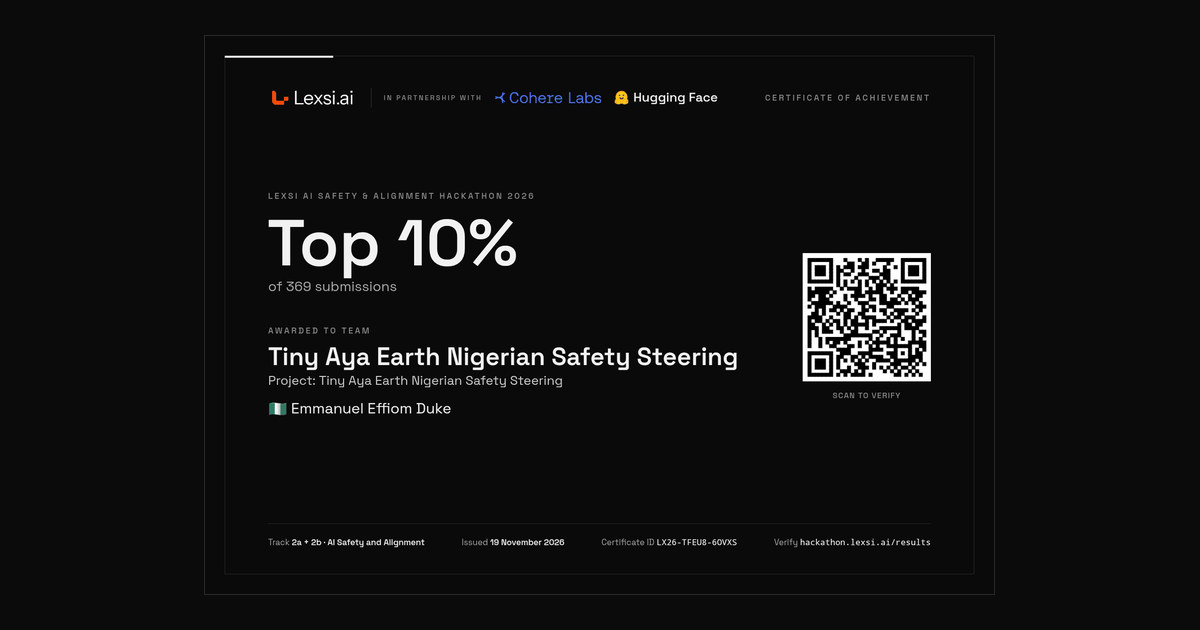 Lexsi.ai IN PARTNERSHIP WITH Cohere Labs Hugging Face CERTIFICATE OF ACHIEVEMENT
LEXSI AI SAFETY & ALIGNMENT HACKATHON 2026
Top 10%
of 369 submissions
AWARDED TO TEAM
Tiny Aya Earth Nigerian Safety Steering
Project: Tiny Aya Earth Nigerian Safety Steering
Emmanuel Effiom Duke
SCAN TO VERIFY
Track 2a + 2b · AI Safety and Alignment Issued 19 November 2026 Certificate ID LX26-TFEU8-6OVXS Verify hackathon.lexsi.ai/results